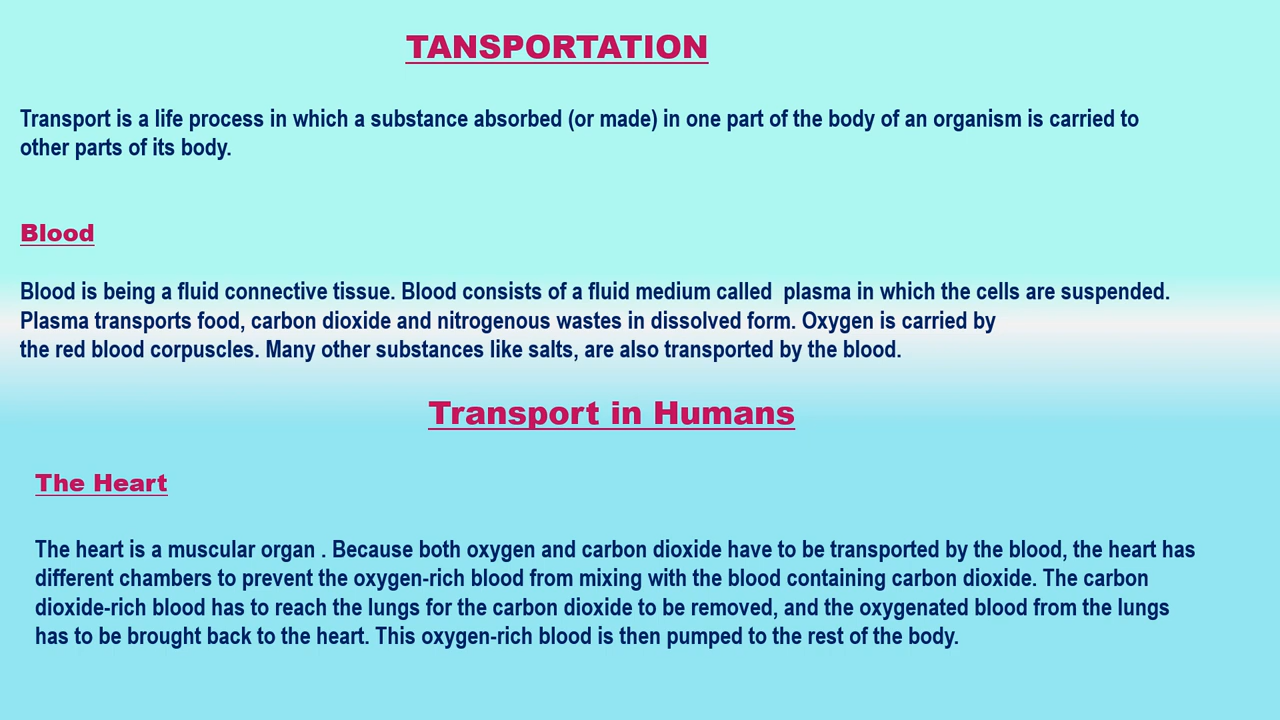 TANSPORTATION
Transport is a life process in which a substance absorbed (or made) in one part of the body of an organism is carried to
other parts of its body.
Blood
Blood is being a fluid connective tissue. Blood consists of a fluid medium called  plasma in which the cells are suspended.
Plasma transports food, carbon dioxide and nitrogenous wastes in dissolved form. Oxygen is carried by
the red blood corpuscles. Many other substances like salts, are also transported by the blood.
Transport in Humans
The Heart
The heart is a muscular organ . Because both oxygen and carbon dioxide have to be transported by the blood, the heart has
different chambers to prevent the oxygen-rich blood from mixing with the blood containing carbon dioxide. The carbon
dioxide-rich blood has to reach the lungs for the carbon dioxide to be removed, and the oxygenated blood from the lungs
has to be brought back to the heart. This oxygen-rich blood is then pumped to the rest of the body.